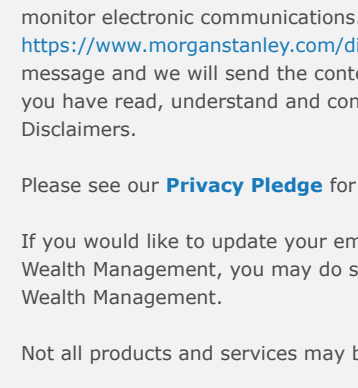 monitor electronic communications.
https://www.morganstanley.com/di
message and we will send the conte
you have read, understand and con
Disclaimers.
Please see our Privacy Pledge for
If you would like to update your em
Wealth Management, you may do s
Wealth Management.
Not all products and services may b